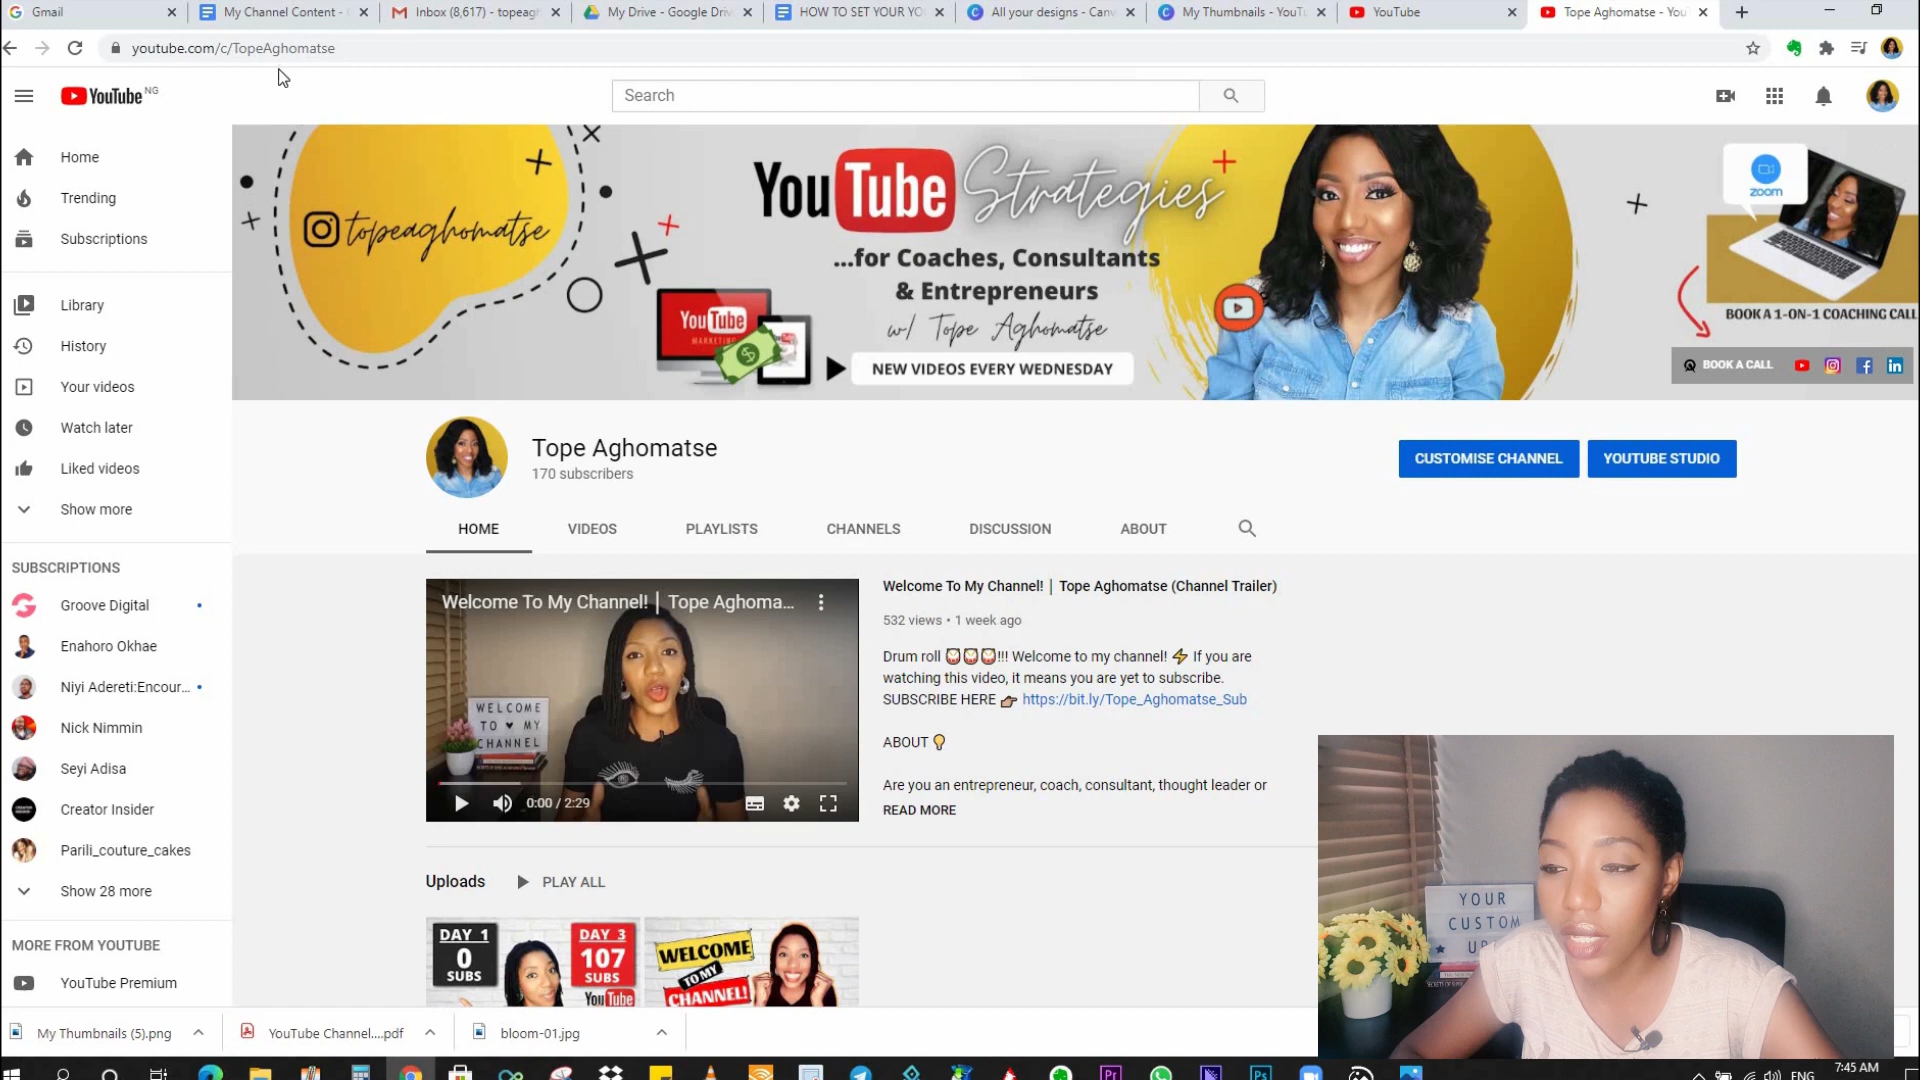 Gmail
My Channel Content -
Inbox (8,617) - topeagh
My Drive - Google Driv
HOW TO SET YOUR YO
All your designs - Canv
My Thumbnails - YouTu
YouTube
Tope Aghomatse - You
youtube.com/c/TopeAghomatse
YouTube NG
Search
Home
Trending
Subscriptions
Library
History
Your videos
Watch later
Liked videos
Show more
SUBSCRIPTIONS
Groove Digital
Enahoro Okhae
Niyi Adereti:Encour...
Nick Nimmin
Seyi Adisa
Creator Insider
Parili_couture_cakes
Show 28 more
MORE FROM YOUTUBE
YouTube Premium
topeaghomatse
YouTube Strategies
...for Coaches, Consultants
& Entrepreneurs
w/ Tope Aghomatse
NEW VIDEOS EVERY WEDNESDAY
YouTube
MARKETING
zoom
BOOK A 1-ON-1 COACHING CALL
BOOK A CALL
Tope Aghomatse
170 subscribers
CUSTOMISE CHANNEL
YOUTUBE STUDIO
HOME
VIDEOS
PLAYLISTS
CHANNELS
DISCUSSION
ABOUT
Welcome To My Channel! │ Tope Aghoma...
WELCOME
TO ♥ MY
CHANNEL
0:00 / 2:29
Welcome To My Channel! │ Tope Aghomatse (Channel Trailer)
532 views • 1 week ago
Drum roll 🥁🥁🥁!!! Welcome to my channel! ⚡ If you are
watching this video, it means you are yet to subscribe.
SUBSCRIBE HERE 👉 https://bit.ly/Tope_Aghomatse_Sub
ABOUT 💡
Are you an entrepreneur, coach, consultant, thought leader or
READ MORE
Uploads
PLAY ALL
DAY 1
0
SUBS
DAY 3
107
SUBS
YouTube
WELCOME
TO MY
CHANNEL!
YOUR
CUSTOM
My Thumbnails (5).png
YouTube Channel....pdf
bloom-01.jpg
Pr
Ps
ENG
7:45 AM